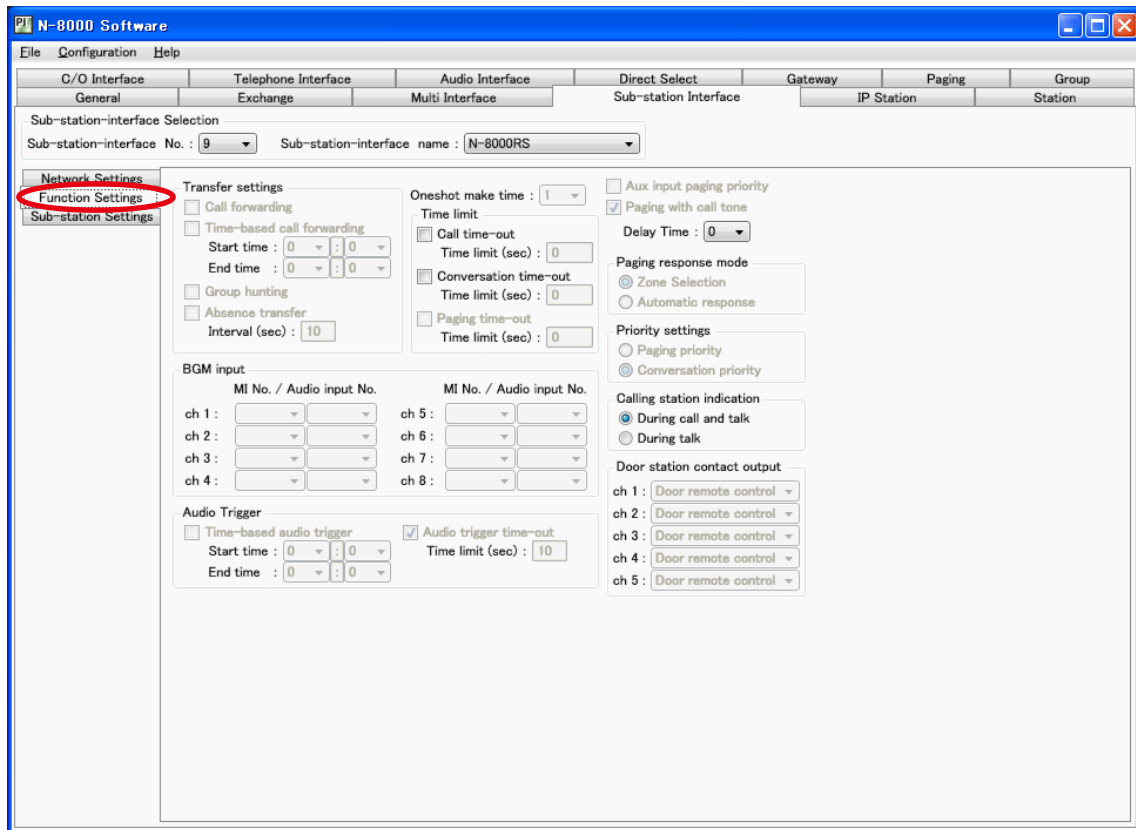 N-8000 Software
File Configuration Help
C/O Interface Telephone Interface Audio Interface Direct Select Gateway Paging Group
General Exchange Multi Interface Sub-station Interface IP Station Station
Sub-station-interface Selection
Sub-station-interface No. : 9 Sub-station-interface name : N-8000RS
Network Settings
Function Settings
Sub-station Settings
Transfer settings
Call forwarding
Time-based call forwarding
Start time : 0 : 0
End time : 0 : 0
Group hunting
Absence transfer
Interval (sec) : 10
Oneshot make time : 1
Time limit
Call time-out
Time limit (sec) : 0
Conversation time-out
Time limit (sec) : 0
Paging time-out
Time limit (sec) : 0
Aux input paging priority
Paging with call tone
Delay Time : 0
Paging response mode
Zone Selection
Automatic response
Priority settings
Paging priority
Conversation priority
Calling station indication
During call and talk
During talk
Door station contact output
ch 1 : Door remote control
ch 2 : Door remote control
ch 3 : Door remote control
ch 4 : Door remote control
ch 5 : Door remote control
BGM input
MI No. / Audio input No. MI No. / Audio input No.
ch 1 : ch 5 :
ch 2 : ch 6 :
ch 3 : ch 7 :
ch 4 : ch 8 :
Audio Trigger
Time-based audio trigger
Start time : 0 : 0
End time : 0 : 0
Audio trigger time-out
Time limit (sec) : 10